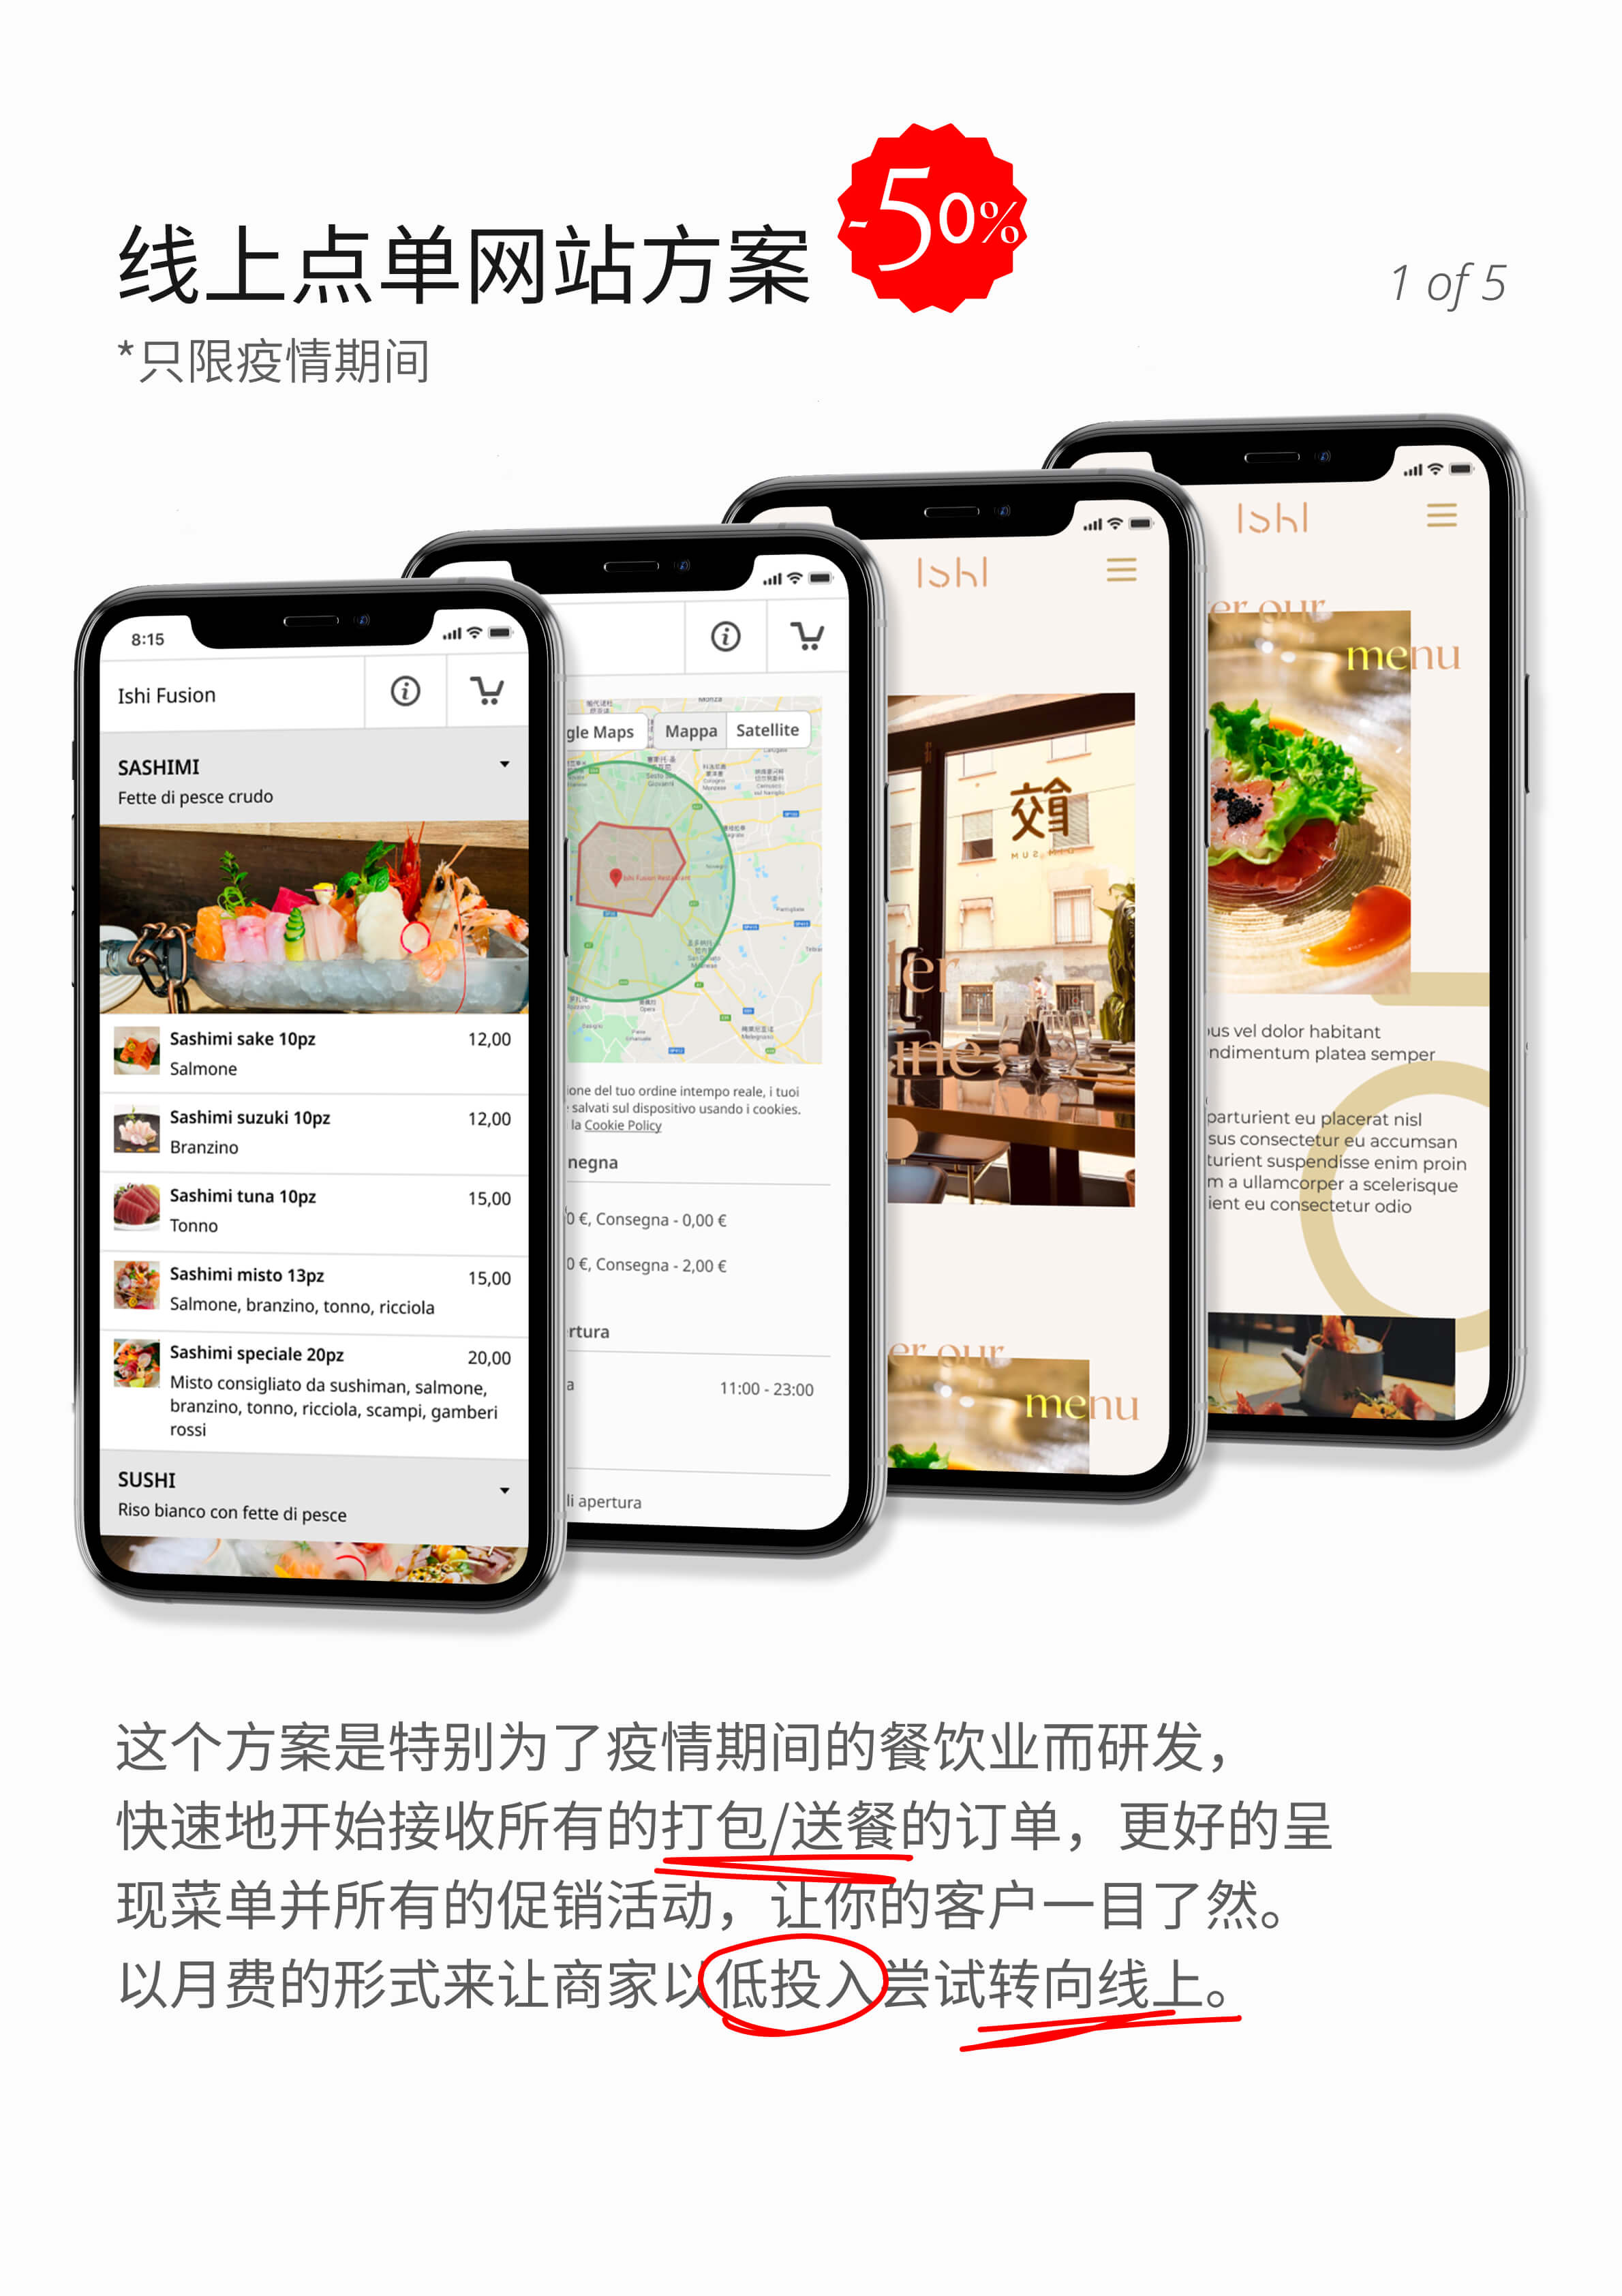 线上点单网站方案
-50%
*只限疫情期间
1 of 5
8:15
Ishi Fusion
SASHIMI
Fette di pesce crudo
Sashimi sake 10pz 12,00
Salmone
Sashimi suzuki 10pz 12,00
Branzino
Sashimi tuna 10pz 15,00
Tonno
Sashimi misto 13pz 15,00
Salmone, branzino, tonno, ricciola
Sashimi speciale 20pz 20,00
Misto consigliato da sushiman, salmone,
branzino, tonno, ricciola, scampi, gamberi
rossi
SUSHI
Riso bianco con fette di pesce
gle Maps Mappa Satellite
Ishi Fusion Restaurant
ione del tuo ordine intempo reale, i tuoi
salvati sul dispositivo usando i cookies.
la Cookie Policy
negna
0 €, Consegna - 0,00 €
0 €, Consegna - 2,00 €
rtura
a 11:00 - 23:00
li apertura
IshI
fer
ine.
er our
menu
IshI
er our
menu
us vel dolor habitant
ndimentum platea semper
parturient eu placerat nisl
sus consectetur eu accumsan
turient suspendisse enim proin
m a ullamcorper a scelerisque
ient eu consectetur odio
这个方案是特别为了疫情期间的餐饮业而研发，
快速地开始接收所有的打包/送餐的订单，更好的呈
现菜单并所有的促销活动，让你的客户一目了然。
以月费的形式来让商家以低投入尝试转向线上。